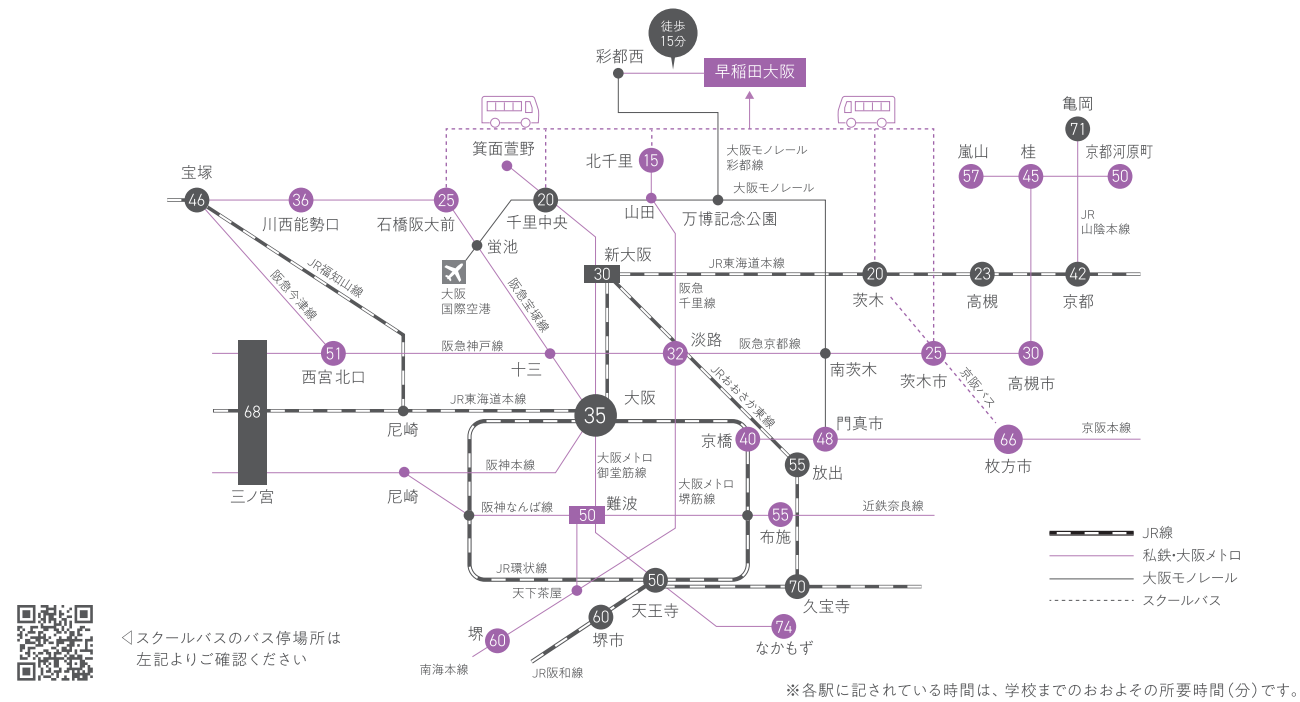 徒歩
15分
彩都西
早稲田大阪
亀岡
71
箕面萱野
北千里
15
大阪モノレール
彩都線
嵐山
57
桂
45
京都河原町
50
宝塚
46
36
川西能勢口
25
石橋阪大前
20
千里中央
山田
大阪モノレール
万博記念公園
JR
山陰本線
蛍池
新大阪
30
JR東海道本線
20
茨木
23
高槻
42
京都
大阪
国際空港
JR福知山線
阪急今津線
阪急宝塚線
阪急
千里線
51
西宮北口
阪急神戸線
十三
32
淡路
阪急京都線
南茨木
25
茨木市
30
高槻市
JRおおさか東線
京阪バス
68
三ノ宮
JR東海道本線
尼崎
35
大阪
京橋
40
門真市
48
66
枚方市
京阪本線
阪神本線
尼崎
大阪メトロ
御堂筋線
大阪メトロ
堺筋線
55
放出
阪神なんば線
難波
50
55
布施
近鉄奈良線
JR環状線
天下茶屋
50
天王寺
70
久宝寺
堺
60
60
堺市
74
なかもず
南海本線
JR阪和線
JR線
私鉄・大阪メトロ
大阪モノレール
スクールバス
◁スクールバスのバス停場所は
左記よりご確認ください
※各駅に記されている時間は、学校までのおおよその所要時間（分）です。